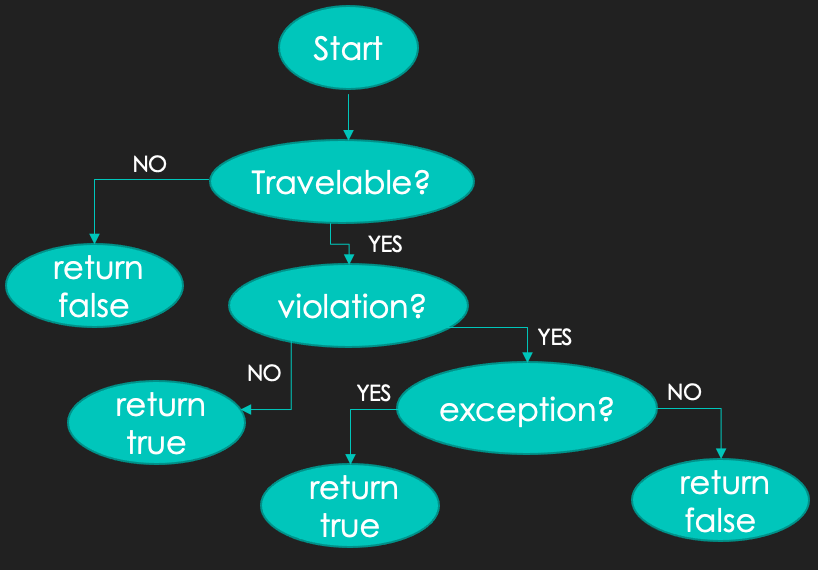 Start
NO
Travelable?
YES
return
false
violation?
YES
NO
return
true
YES
exception?
NO
return
true
return
false